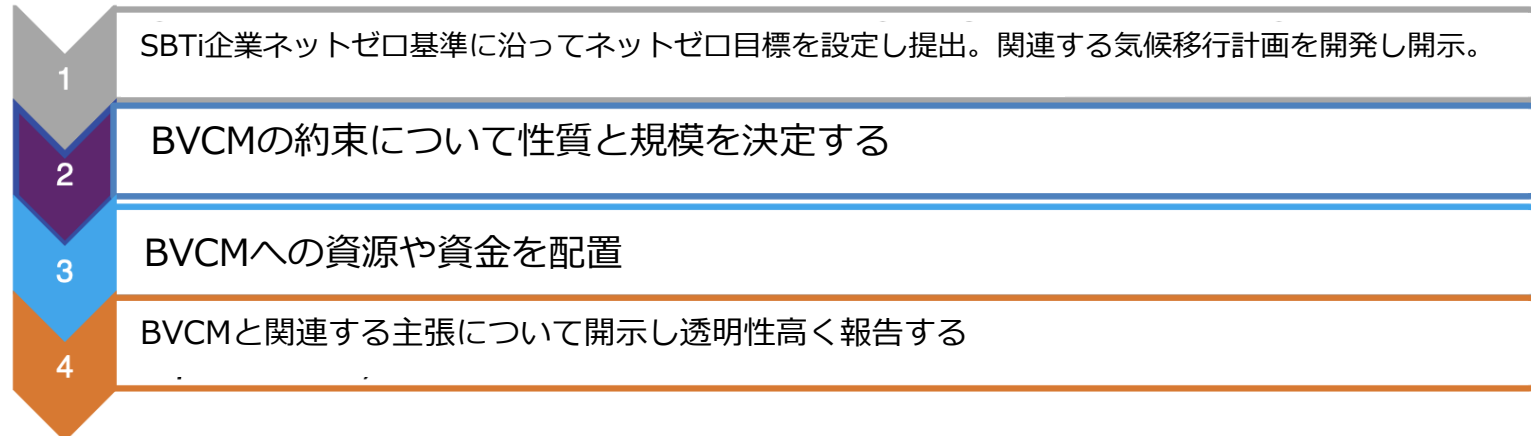 1
SBTi企業ネットゼロ基準に沿ってネットゼロ目標を設定し提出。関連する気候移行計画を開発し開示。
2
BVCMの約束について性質と規模を決定する
3
BVCMへの資源や資金を配置
4
BVCMと関連する主張について開示し透明性高く報告する